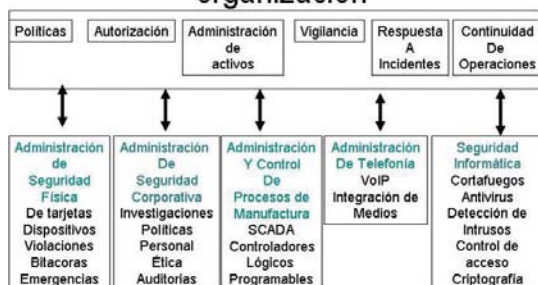 organización
Políticas
Autorización
Administración
de
activos
Vigilancia
Respuesta
A
Incidentes
Continuidad
De
Operaciones
Administración
de
Seguridad
Física
De tarjetas
Dispositivos
Violaciones
Bitacoras
Emergencias
Administración
De
Seguridad
Corporativa
Investigaciones
Políticas
Personal
Ética
Auditorias
Administración
Y Control
De
Procesos de
Manufactura
SCADA
Controladores
Lógicos
Programables
Administración
De Telefonía
VoIP
Integración de
Medios
Seguridad
Informática
Cortafuegos
Antivirus
Detección de
Intrusos
Control de
acceso
Criptografía